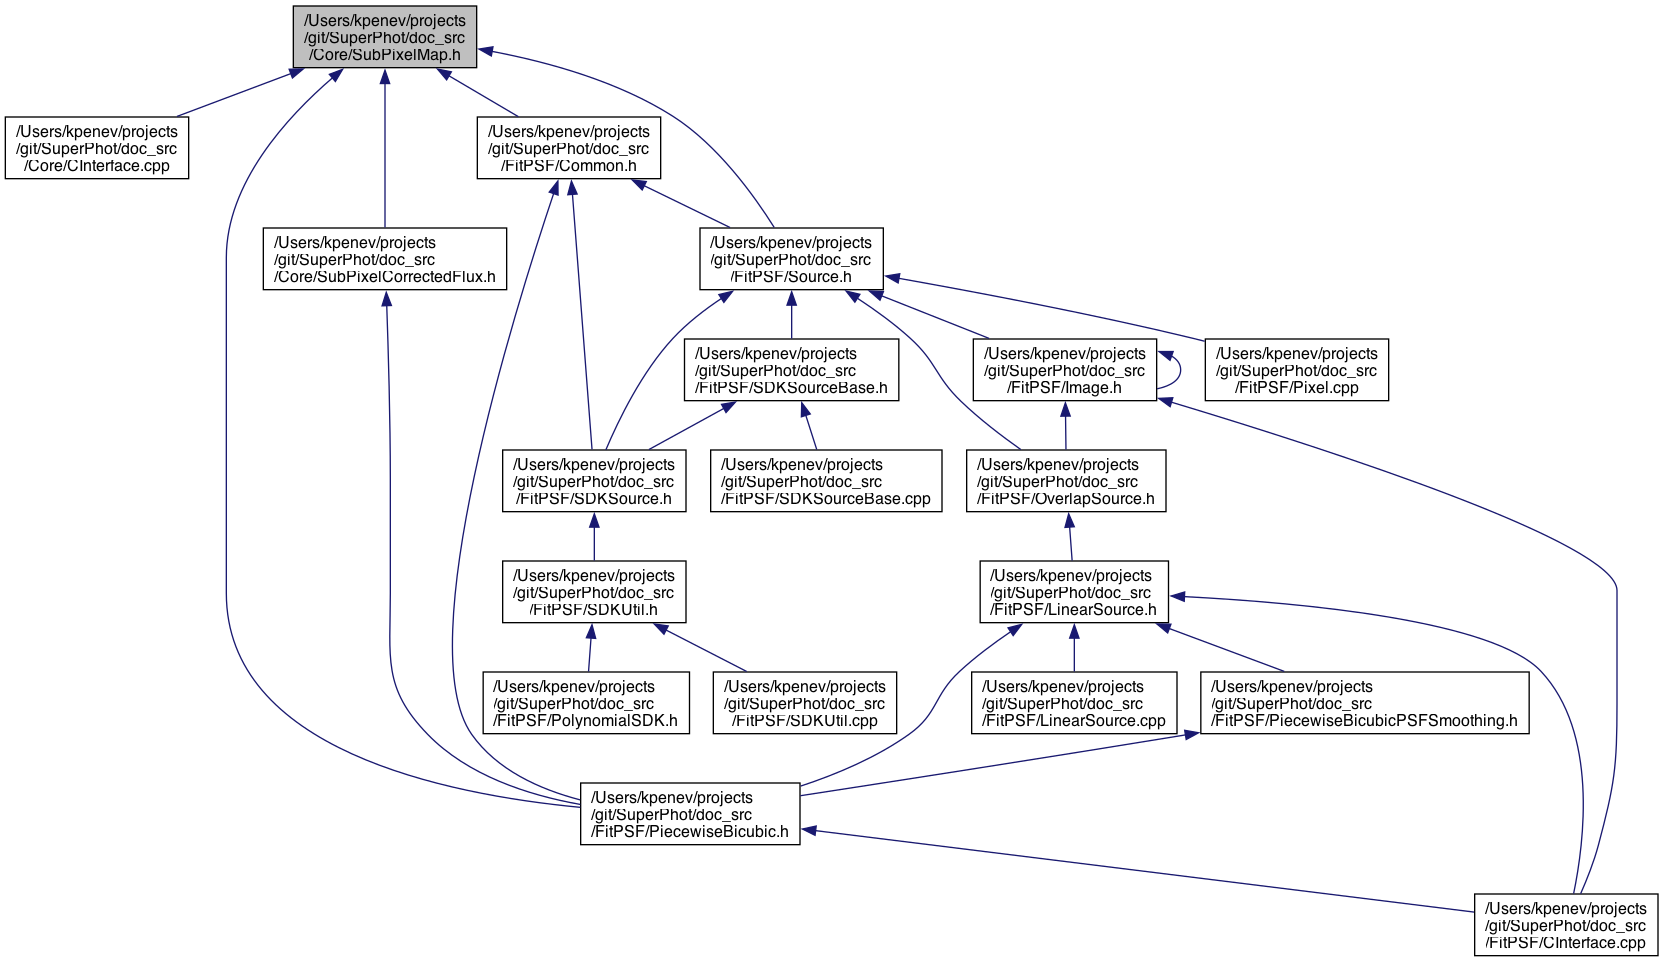 /Users/kpenev/projects
/git/SuperPhot/doc_src
/Core/SubPixelMap.h
/Users/kpenev/projects
/git/SuperPhot/doc_src
/Core/CInterface.cpp
/Users/kpenev/projects
/git/SuperPhot/doc_src
/FitPSF/Common.h
/Users/kpenev/projects
/git/SuperPhot/doc_src
/Core/SubPixelCorrectedFlux.h
/Users/kpenev/projects
/git/SuperPhot/doc_src
/FitPSF/Source.h
/Users/kpenev/projects
/git/SuperPhot/doc_src
/FitPSF/SDKSourceBase.h
/Users/kpenev/projects
/git/SuperPhot/doc_src
/FitPSF/Image.h
/Users/kpenev/projects
/git/SuperPhot/doc_src
/FitPSF/Pixel.cpp
/Users/kpenev/projects
/git/SuperPhot/doc_src
/FitPSF/SDKSource.h
/Users/kpenev/projects
/git/SuperPhot/doc_src
/FitPSF/SDKSourceBase.cpp
/Users/kpenev/projects
/git/SuperPhot/doc_src
/FitPSF/OverlapSource.h
/Users/kpenev/projects
/git/SuperPhot/doc_src
/FitPSF/SDKUtil.h
/Users/kpenev/projects
/git/SuperPhot/doc_src
/FitPSF/LinearSource.h
/Users/kpenev/projects
/git/SuperPhot/doc_src
/FitPSF/PolynomialSDK.h
/Users/kpenev/projects
/git/SuperPhot/doc_src
/FitPSF/SDKUtil.cpp
/Users/kpenev/projects
/git/SuperPhot/doc_src
/FitPSF/LinearSource.cpp
/Users/kpenev/projects
/git/SuperPhot/doc_src
/FitPSF/PiecewiseBicubicPSFSmoothing.h
/Users/kpenev/projects
/git/SuperPhot/doc_src
/FitPSF/PiecewiseBicubic.h
/Users/kpenev/projects
/git/SuperPhot/doc_src
/FitPSF/CInterface.cpp